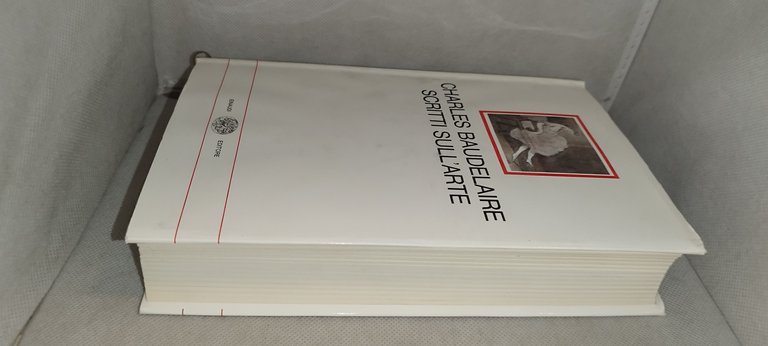 CHARLES BAUDELAIRE
SCRITTI SULL'ARTE
EINAUDI
EDITORE